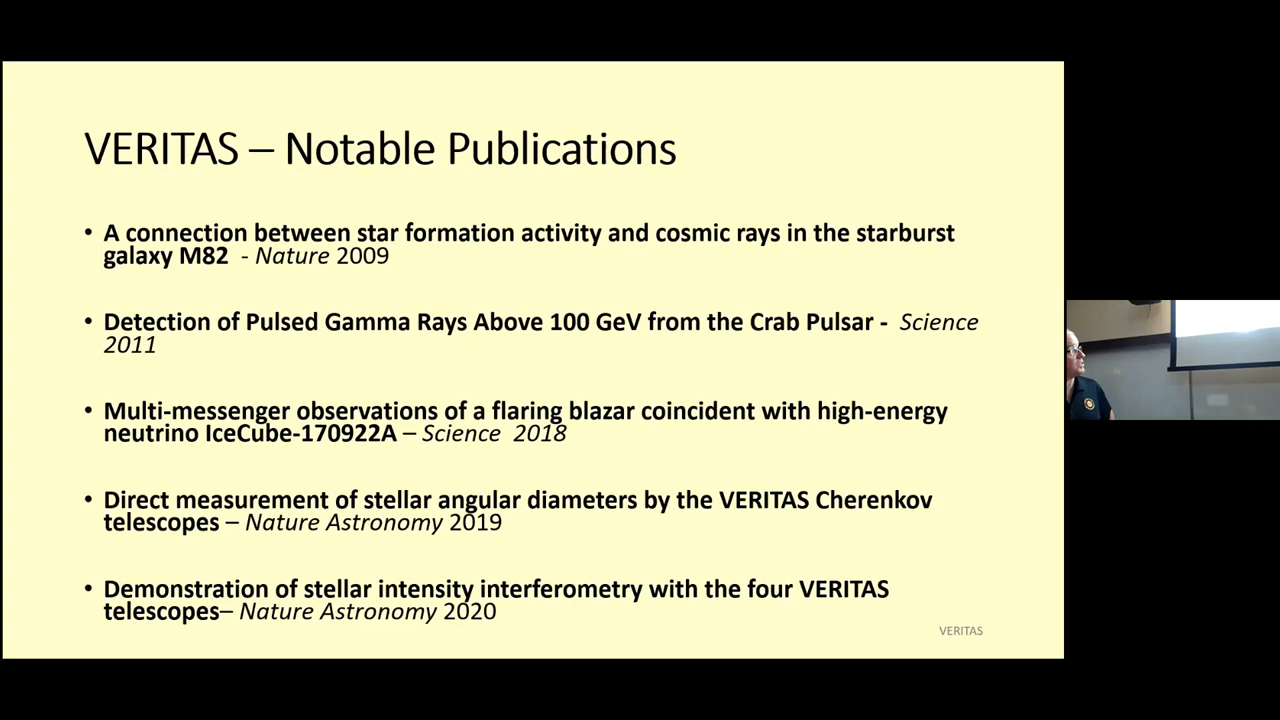 VERITAS – Notable Publications
• A connection between star formation activity and cosmic rays in the starburst
galaxy M82 - Nature 2009
• Detection of Pulsed Gamma Rays Above 100 GeV from the Crab Pulsar - Science
2011
• Multi-messenger observations of a flaring blazar coincident with high-energy
neutrino IceCube-170922A – Science 2018
• Direct measurement of stellar angular diameters by the VERITAS Cherenkov
telescopes – Nature Astronomy 2019
• Demonstration of stellar intensity interferometry with the four VERITAS
telescopes– Nature Astronomy 2020
VERITAS